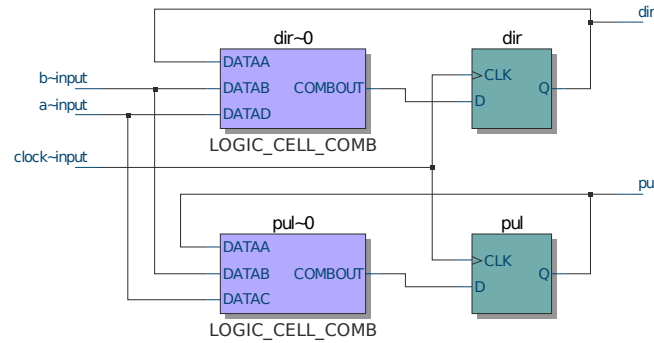 dir
dir~0
dir
DATAA
CLK
b~input
DATAB
COMBOUT
Q
a~input
DATAD
D
LOGIC_CELL_COMB
clock~input
pu
pul~0
pul
DATAA
CLK
DATAB
COMBOUT
Q
DATAC
D
LOGIC_CELL_COMB